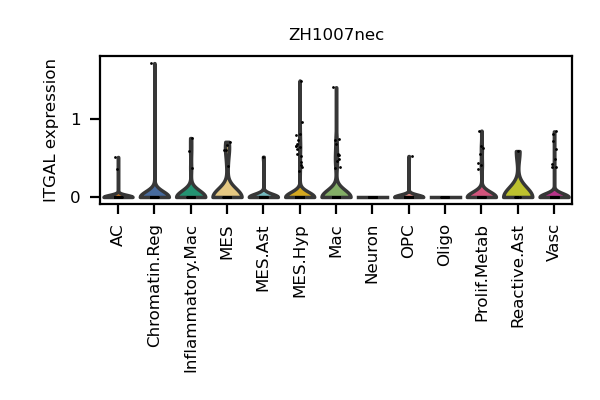 ZH1007nec
ITGAL expression
1
0
AC
Chromatin.Reg
Inflammatory.Mac
MES
MES.Ast
MES.Hyp
Mac
Neuron
OPC
Oligo
Prolif.Metab
Reactive.Ast
Vasc